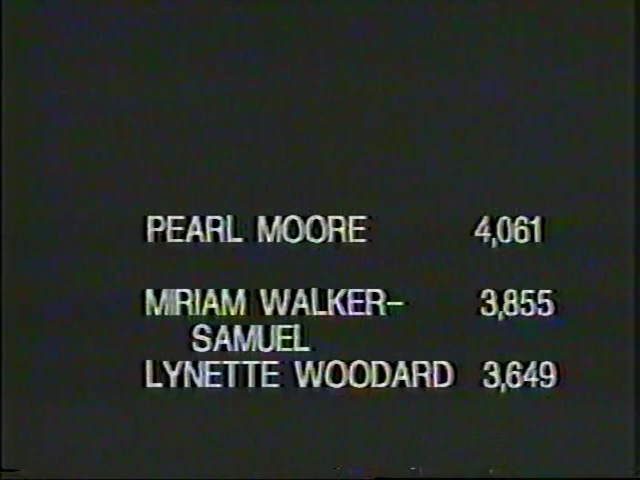 PEARL MOORE 4,061
MIRIAM WALKER- 3,855
SAMUEL
LYNETTE WOODARD 3,649